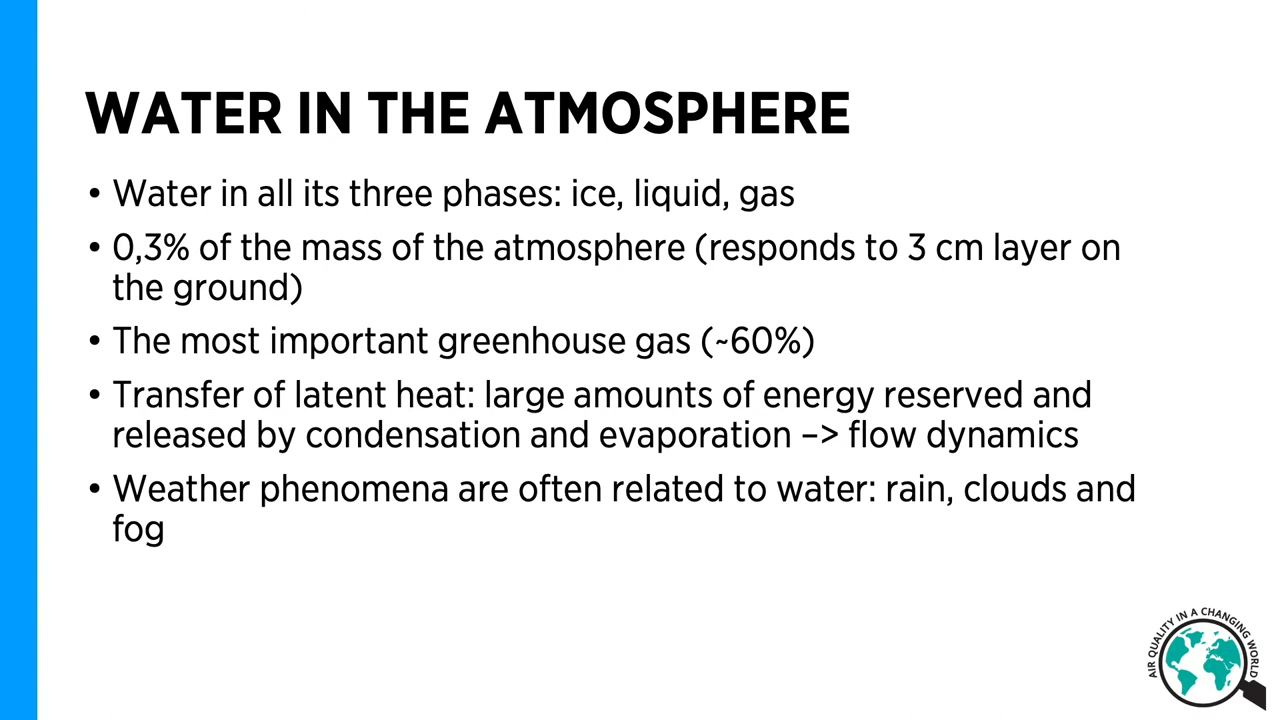 WATER IN THE ATMOSPHERE
• Water in all its three phases: ice, liquid, gas
• 0,3% of the mass of the atmosphere (responds to 3 cm layer on
the ground)
• The most important greenhouse gas (~60%)
• Transfer of latent heat: large amounts of energy reserved and
released by condensation and evaporation –> flow dynamics
• Weather phenomena are often related to water: rain, clouds and
fog
AIR QUALITY IN A CHANGING WORLD